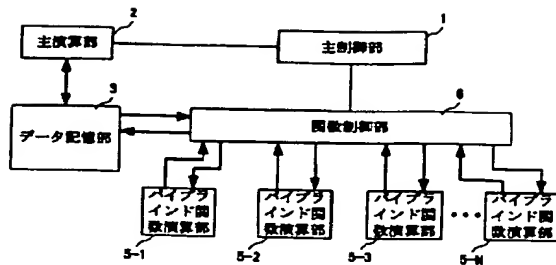 2
1
主演算部
主制御部
3
6
データ記憶部
関数制御部
パイプラ
インド関
数演算部
5-1
パイプラ
インド関
数演算部
5-2
パイプラ
インド関
数演算部
5-3
•••
パイプラ
インド関
数演算部
5-N